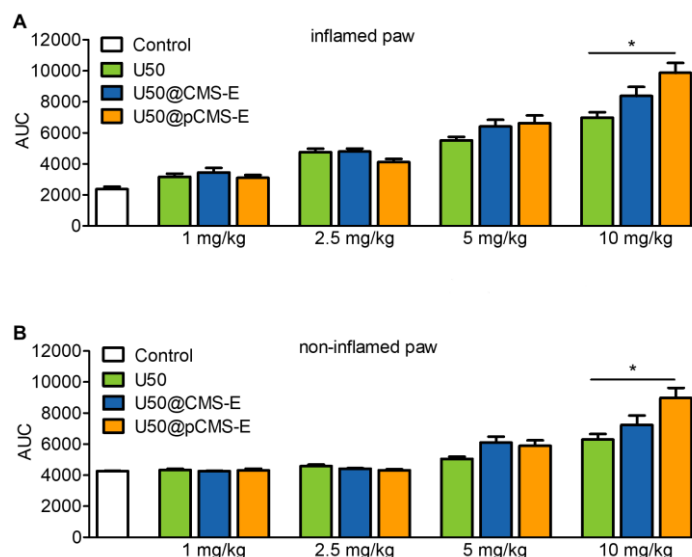 A
inflamed paw
Control
U50
U50@CMS-E
U50@pCMS-E
*
AUC
12000
10000
8000
6000
4000
2000
0
1 mg/kg 2.5 mg/kg 5 mg/kg 10 mg/kg
B
non-inflamed paw
Control
U50
U50@CMS-E
U50@pCMS-E
*
AUC
12000
10000
8000
6000
4000
2000
0
1 mg/kg 2.5 mg/kg 5 mg/kg 10 mg/kg